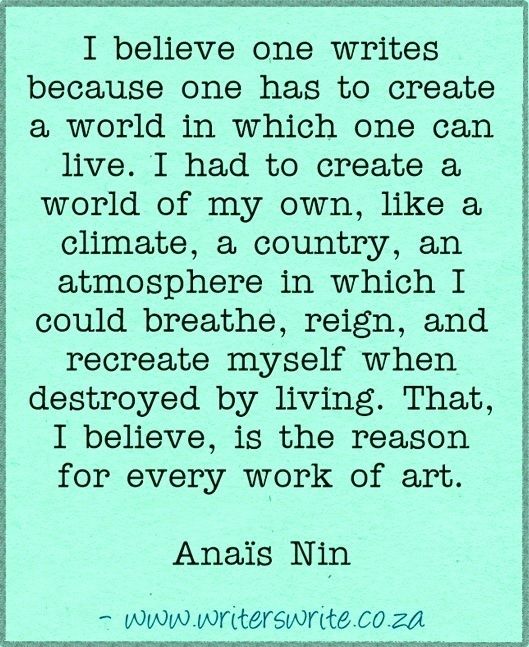 I believe one writes
because one has to create
a world in which one can
live. I had to create a
world of my own, like a
climate, a country, an
atmosphere in which I
could breathe, reign, and
recreate myself when
destroyed by living. That,
I believe, is the reason
for every work of art.
Anaïs Nin
- www.writerswrite.co.za